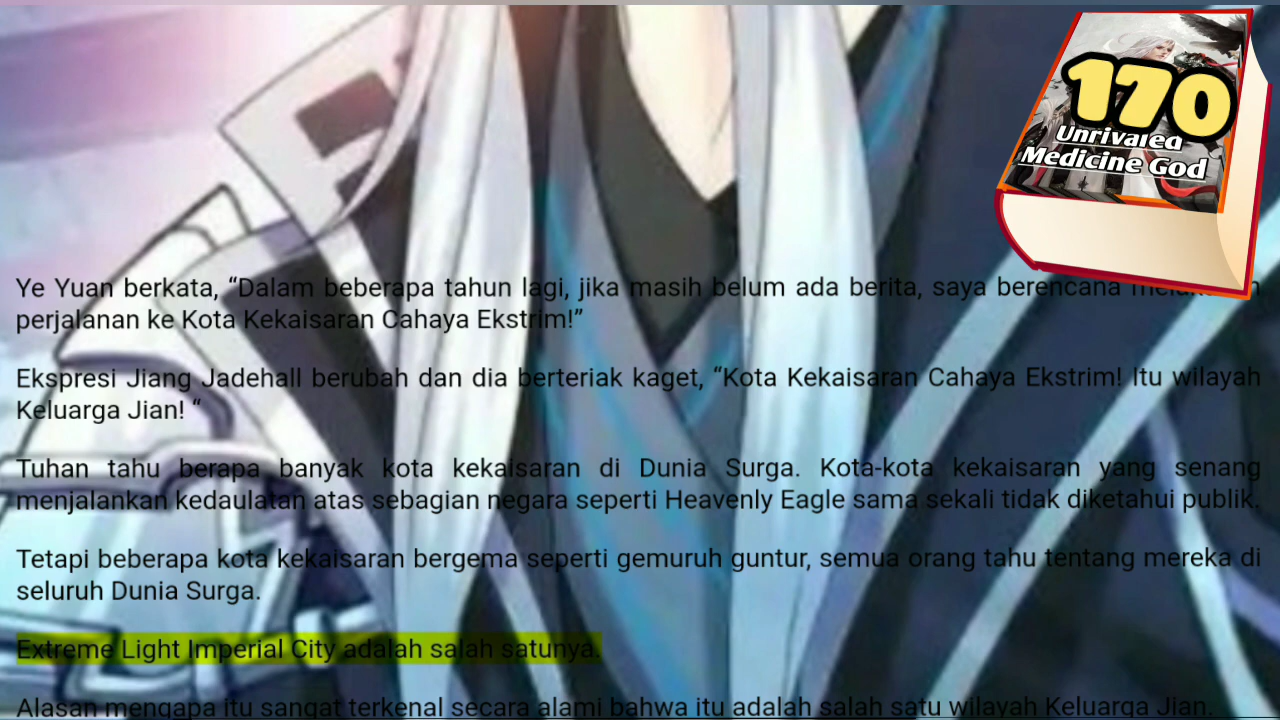 170
Unrivaled
Medicine God
Ye Yuan berkata, “Dalam beberapa tahun lagi, jika masih belum ada berita, saya berencana
perjalanan ke Kota Kekaisaran Cahaya Ekstrim!”
Ekspresi Jiang Jadehall berubah dan dia berteriak kaget, “Kota Kekaisaran Cahaya Ekstrim! Itu wilayah
Keluarga Jian! “
Tuhan tahu berapa banyak kota kekaisaran di Dunia Surga. Kota-kota kekaisaran yang senang
menjalankan kedaulatan atas sebagian negara seperti Heavenly Eagle sama sekali tidak diketahui publik.
Tetapi beberapa kota kekaisaran bergema seperti gemuruh guntur, semua orang tahu tentang mereka di
seluruh Dunia Surga.
Extreme Light Imperial City adalah salah satunya.
Alasan mengapa itu sangat terkenal secara alami bahwa itu adalah salah satu wilayah Keluarga Jian.